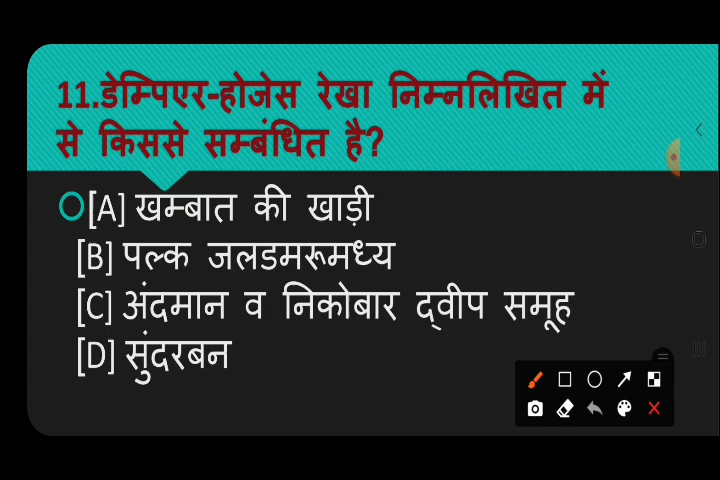 11.डेम्पिएर-होजेस रेखा निम्नलिखित में
से किससे सम्बंधित है?
[A] खम्बात की खाड़ी
[B] पल्क जलडमरूमध्य
[C] अंदमान व निकोबार द्वीप समूह
[D] सुंदरबन